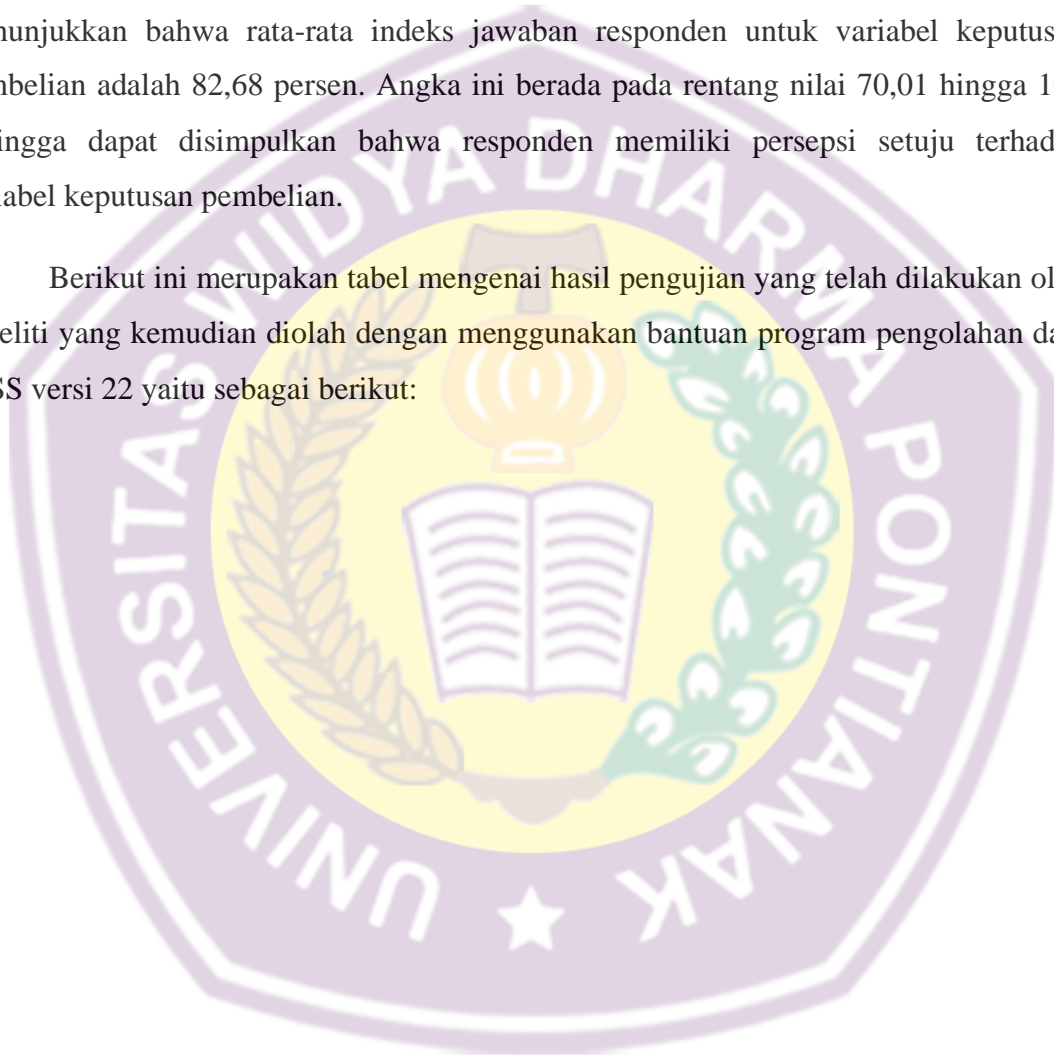 nunjukkan bahwa rata-rata indeks jawaban responden untuk variabel keputus
nbelian adalah 82,68 persen. Angka ini berada pada rentang nilai 70,01 hingga 1
ingga dapat disimpulkan bahwa responden memiliki persepsi setuju terhad
iabel keputusan pembelian.
Berikut ini merupakan tabel mengenai hasil pengujian yang telah dilakukan ol
eliti yang kemudian diolah dengan menggunakan bantuan program pengolahan da
SS versi 22 yaitu sebagai berikut:
UNIVERSITAS WIDYA DHARMA PONTIANAK